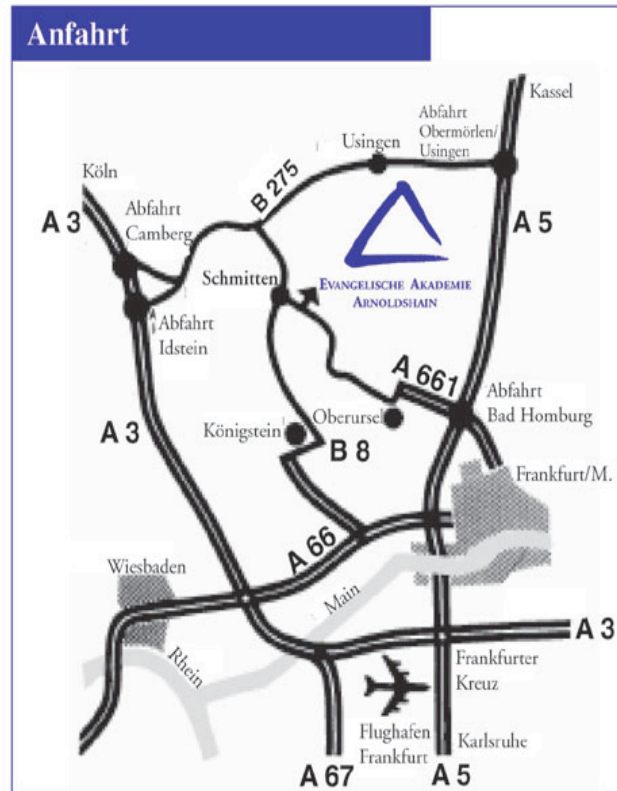 Anfahrt
Kassel
Abfahrt
Obermörlen/
Usingen
Usingen
Köln
B 275
A 3
Abfahrt
Camberg
A 5
Schmitten
EVANGELISCHE AKADEMIE
ARNOLDSHAIN
Abfahrt
Idstein
A 661
Abfahrt
Bad Homburg
A 3
Oberursel
Königstein
B 8
Frankfurt/M.
A 66
Wiesbaden
Main
Rhein
A 3
Frankfurter
Kreuz
Flughafen
Frankfurt
Karlsruhe
A 67
A 5